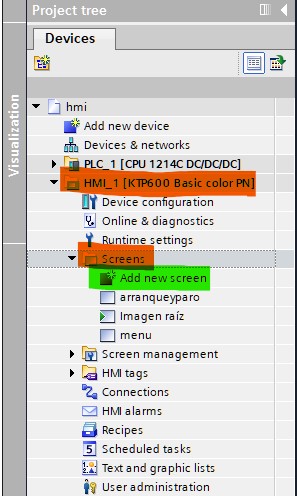 Project tree
Devices
Visualization
hmi
Add new device
Devices & networks
PLC_1 [CPU 1214C DC/DC/DC]
HMI_1 [KTP600 Basic color PN]
Device configuration
Online & diagnostics
Runtime settings
Screens
Add new screen
arranqueyparo
Imagen raíz
menu
Screen management
HMI tags
Connections
HMI alarms
Recipes
Scheduled tasks
Text and graphic lists
User administration